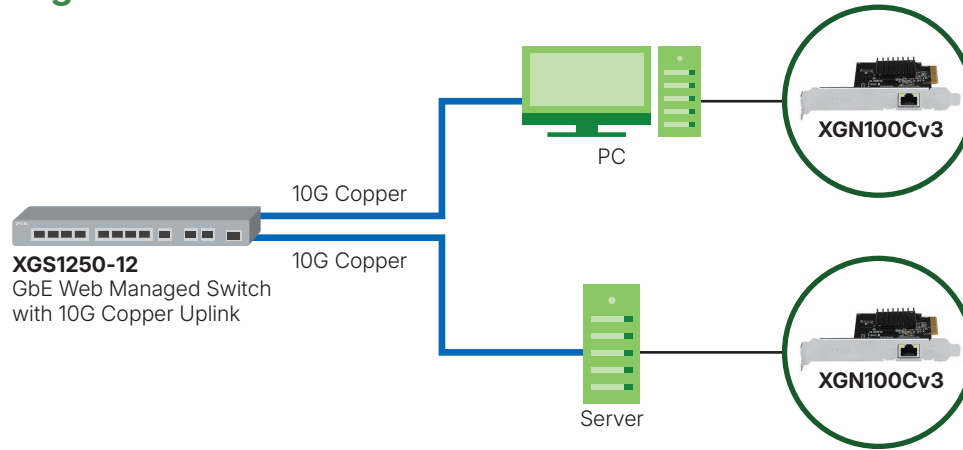 10G Copper
10G Copper
XGS1250-12
GbE Web Managed Switch
with 10G Copper Uplink
PC
Server
XGN100Cv3
XGN100Cv3